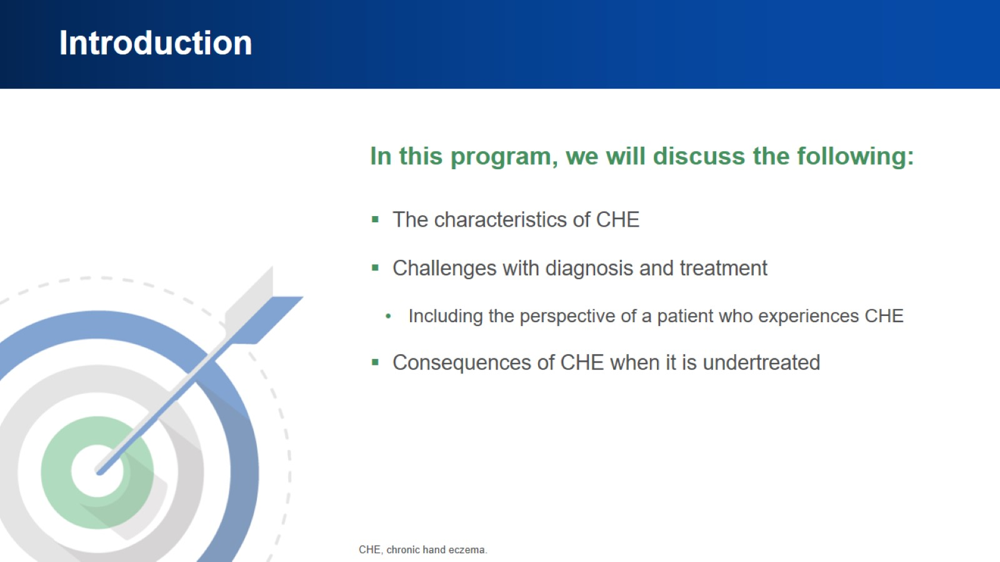 Introduction
In this program, we will discuss the following:
▪ The characteristics of CHE
▪ Challenges with diagnosis and treatment
• Including the perspective of a patient who experiences CHE
▪ Consequences of CHE when it is undertreated
CHE, chronic hand eczema.